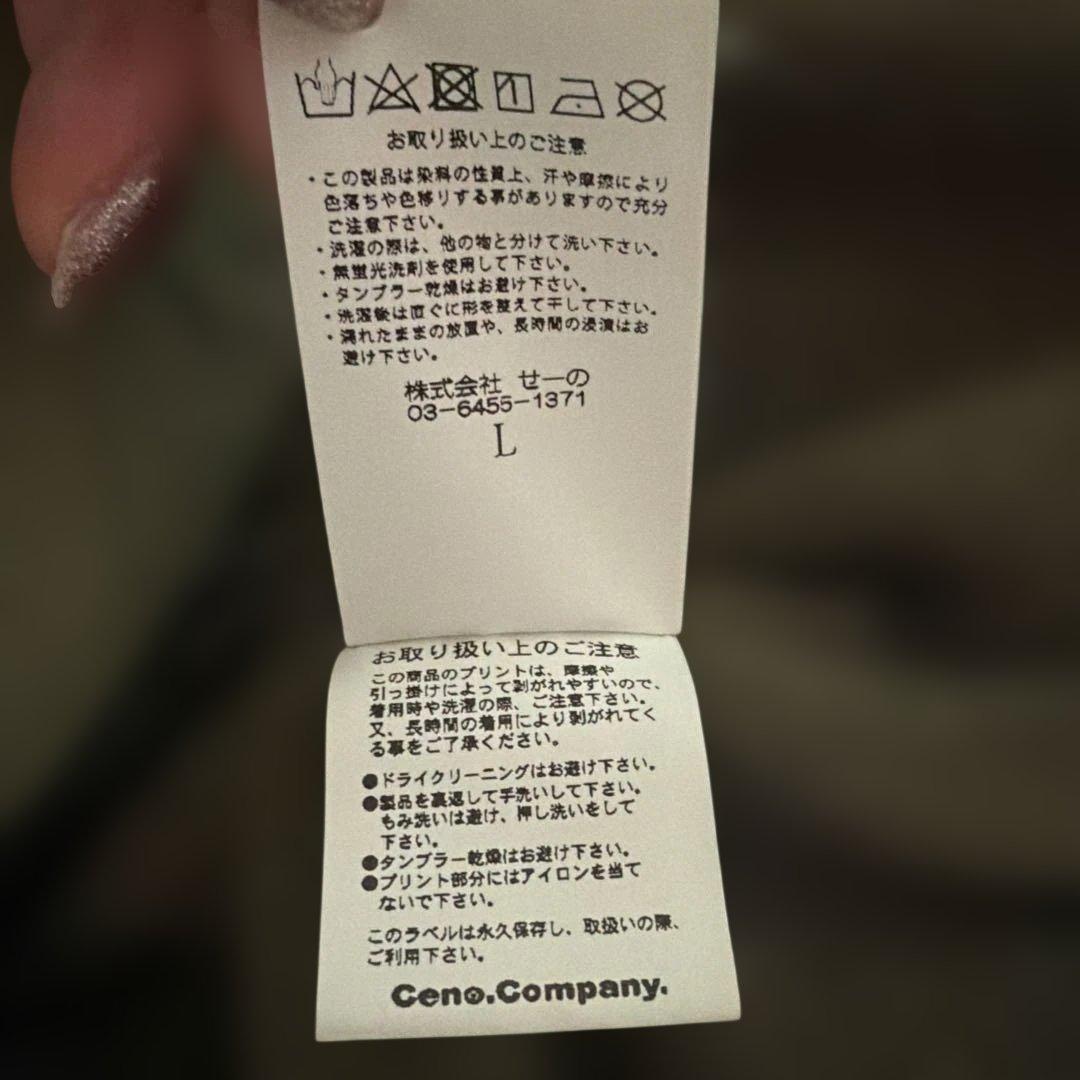 お取り扱い上のご注意
・この製品は染料の性質上、汗や摩擦により
色落ちや色移りする事がありますので充分
ご注意下さい。
・洗濯の際は、他の物と分けて洗い下さい。
・無蛍光洗剤を使用して下さい。
・タンブラー乾燥はお避け下さい。
・洗濯後は直ぐに形を整えて干して下さい。
・濡れたままの放置や、長時間の浸漬はお
避け下さい。
株式会社 せーの
03-6455-1371
L
お取り扱い上のご注意
この商品のプリントは、摩擦や
引っ掛けによって剥がれやすいので、
着用時や洗濯の際、ご注意下さい。
又、長時間の着用により剥がれてく
る事をご了承ください。
●ドライクリーニングはお避け下さい。
●製品を裏返して手洗いして下さい。
もみ洗いは避け、押し洗いをして
下さい。
●タンブラー乾燥はお避け下さい。
●プリント部分にはアイロンを当て
ないで下さい。
このラベルは永久保存し、取扱いの際、
ご利用下さい。
Ceno.Company.